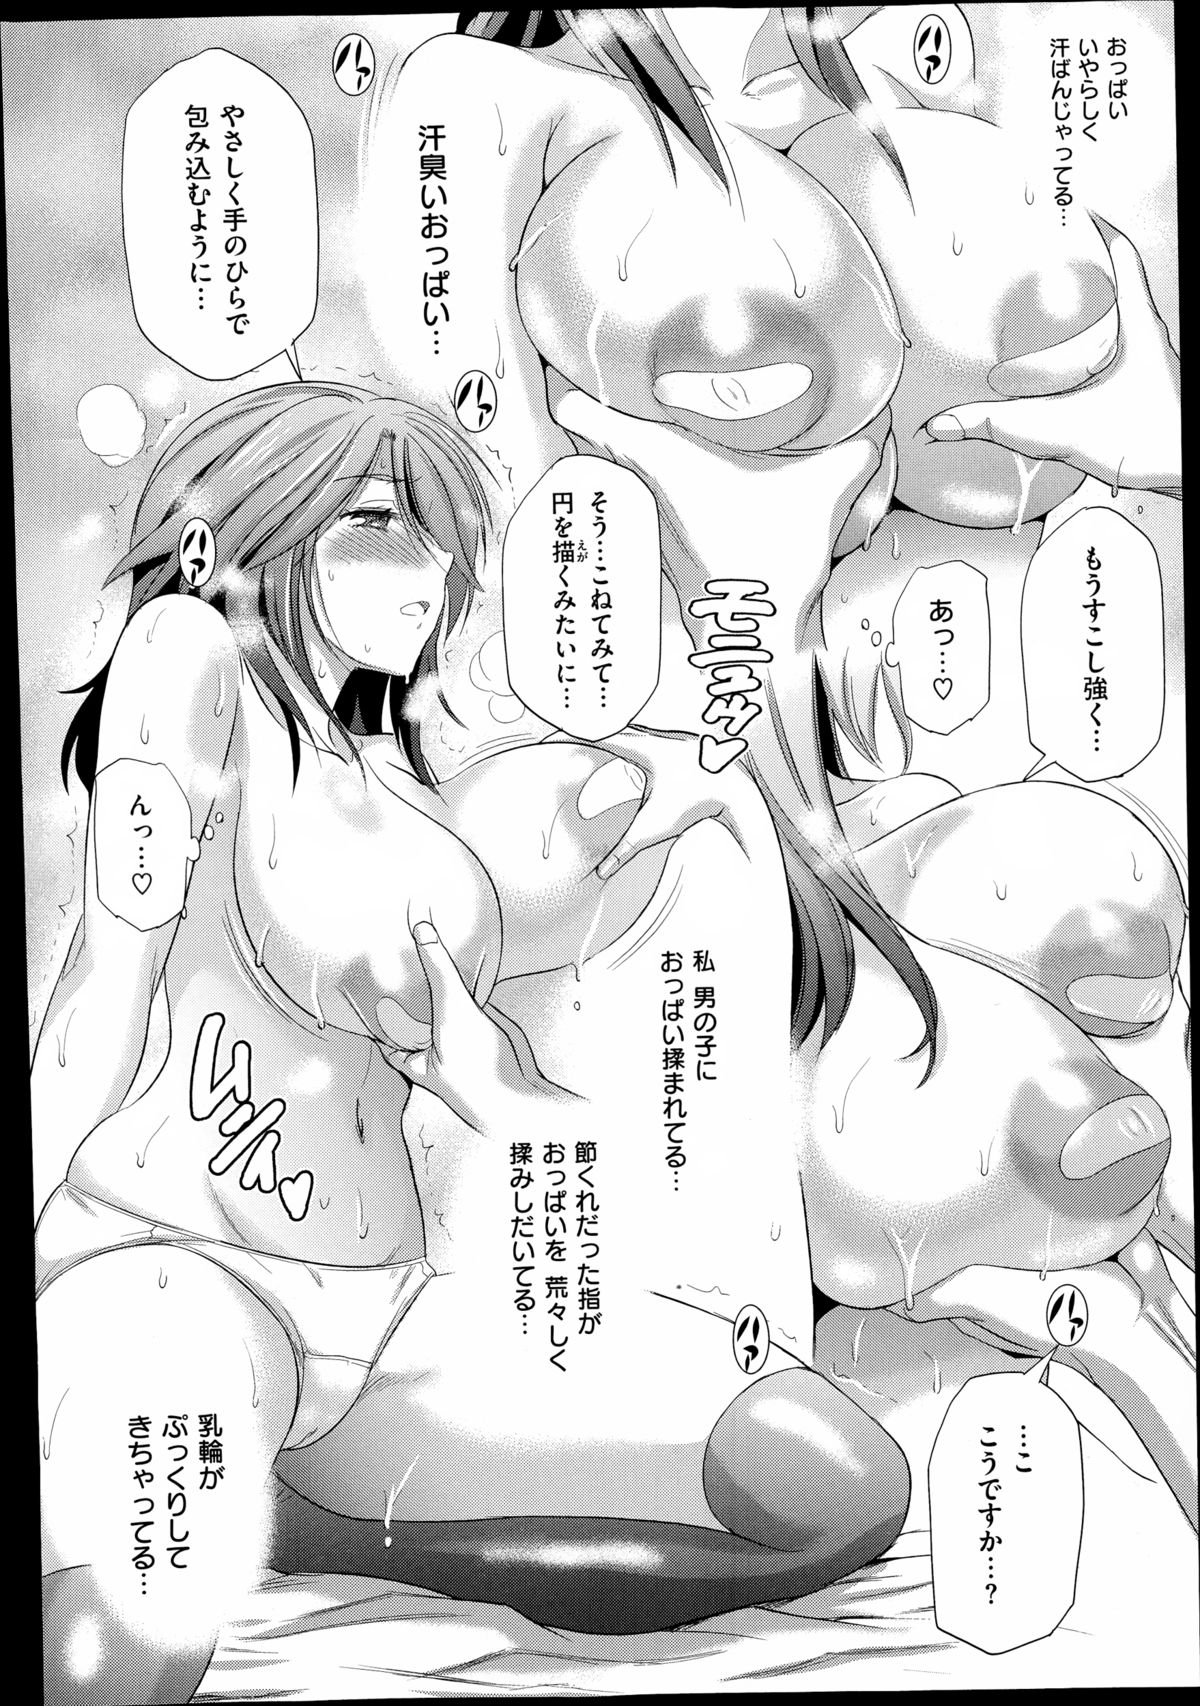 おっぱい
いやらしく
汗ばんじゃってる…
ハァ
ハァ
汗臭いおっぱい…
やさしく手のひらで
包み込むように…
ハァ
ハァ
もうすこし強く…
あっ…♡
そう…こねてみて…
円を描くみたいに…
えが
モニュッ♥
んっ…♡
私 男の子に
おっぱい揉まれてる…
節くれだった指が
おっぱいを 荒々しく
揉みしだいてる…
ムニュ♥
ハァ
ハァ
…こ
こうですか…？
乳輪が
ぷっくりして
きちゃってる…